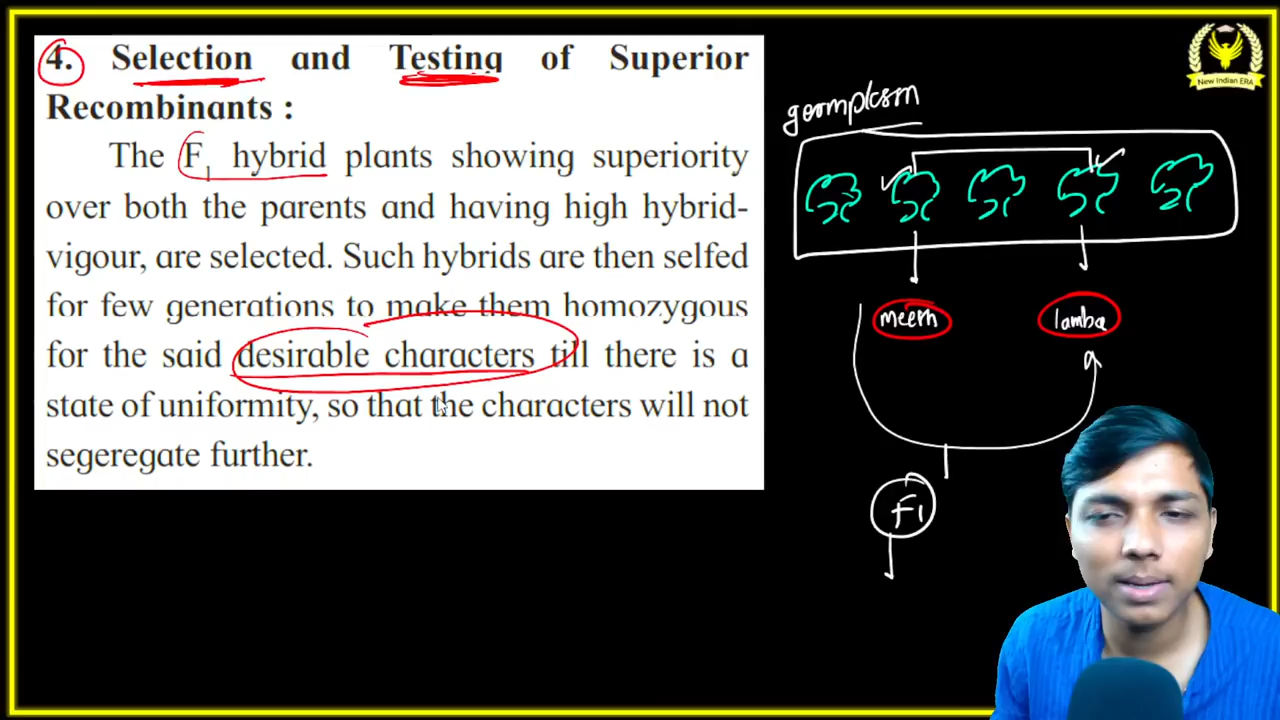 4. Selection and Testing of Superior
Recombinants :
The F1 hybrid plants showing superiority
over both the parents and having high hybrid-
vigour, are selected. Such hybrids are then selfed
for few generations to make them homozygous
for the said desirable characters till there is a
state of uniformity, so that the characters will not
segeregate further.
germplasm
lamba
F1
New Indian ERA